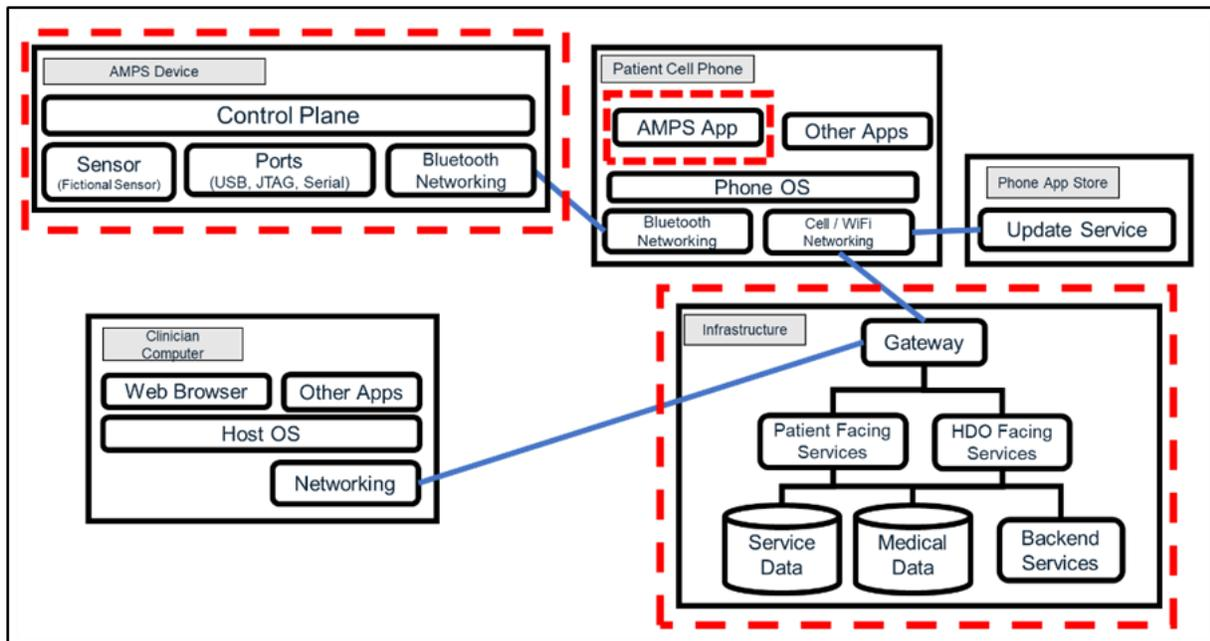 AMPS Device
Control Plane
Sensor
(Fictional Sensor)
Ports
(USB, JTAG, Serial)
Bluetooth
Networking
Patient Cell Phone
AMPS App
Other Apps
Phone OS
Bluetooth
Networking
Cell / WiFi
Networking
Phone App Store
Update Service
Clinician
Computer
Web Browser
Other Apps
Host OS
Networking
Infrastructure
Gateway
Patient Facing
Services
HDO Facing
Services
Service
Data
Medical
Data
Backend
Services